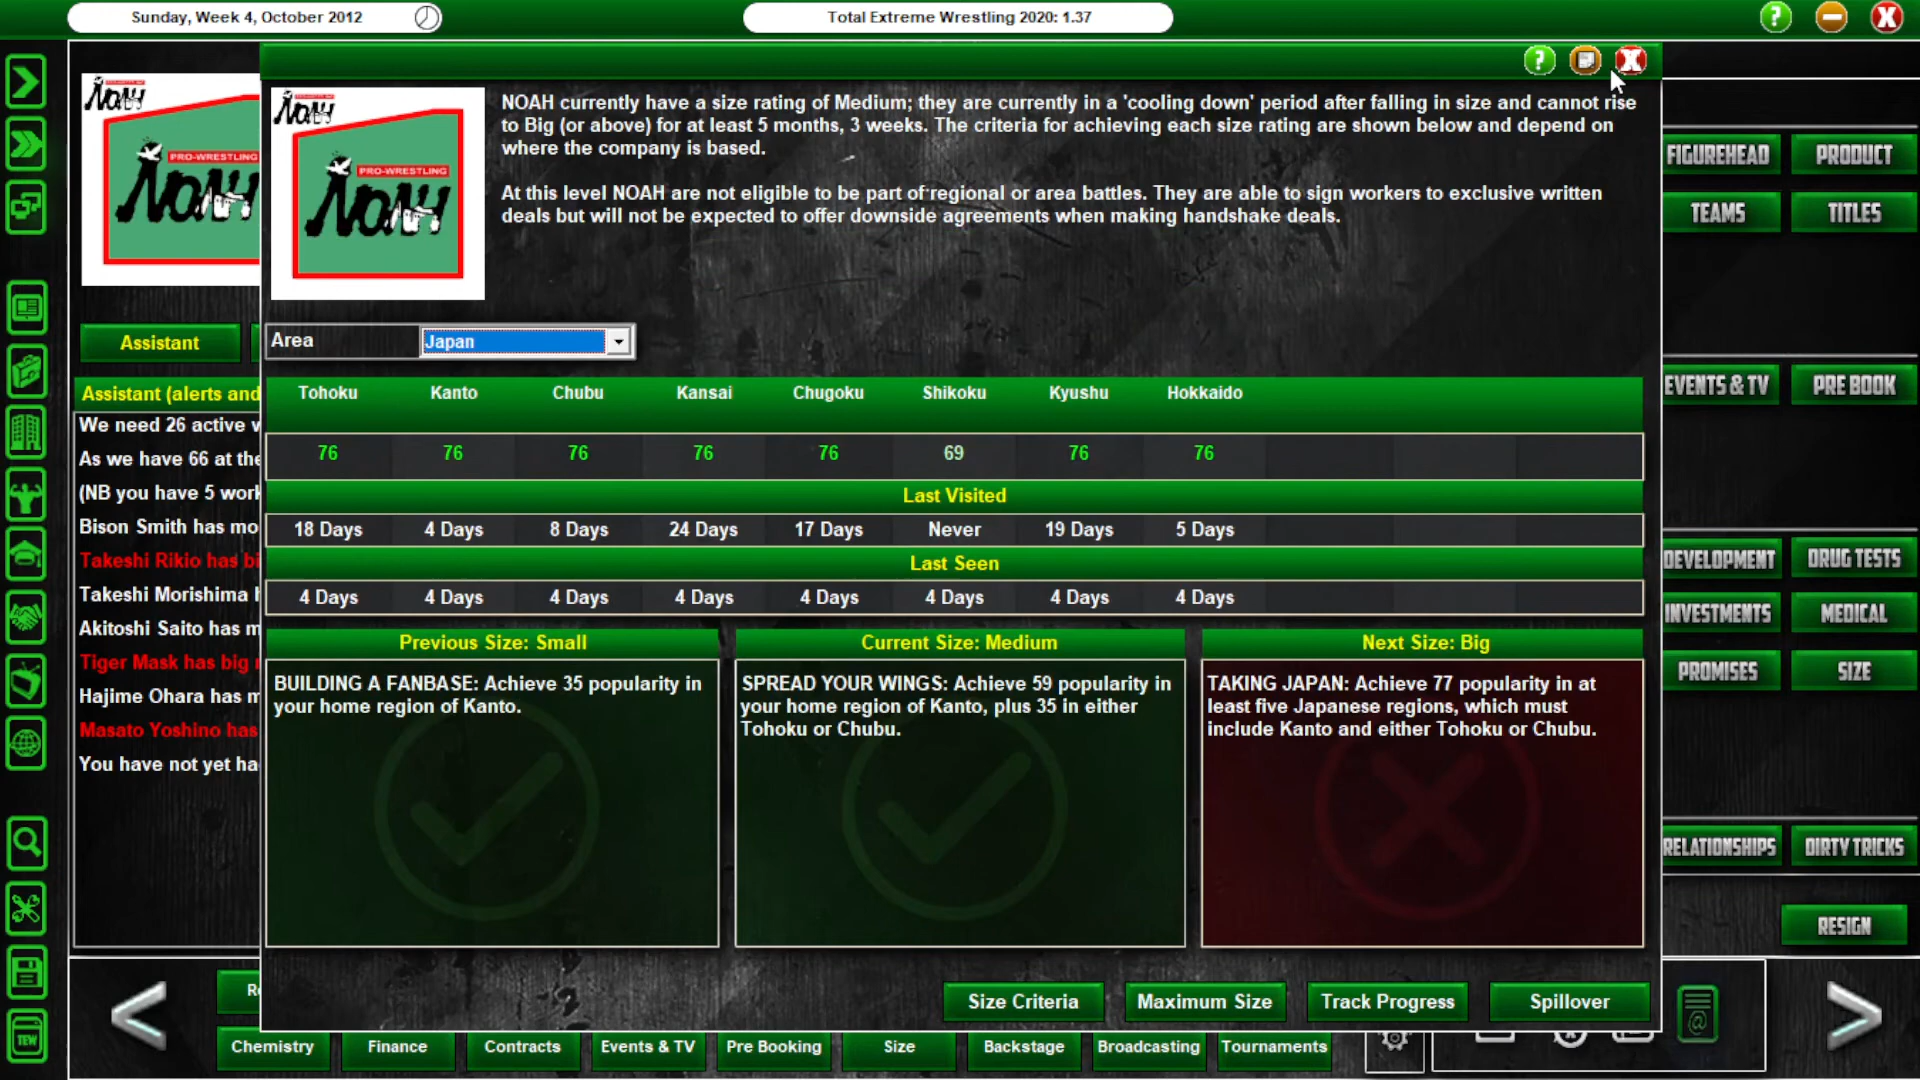 Sunday, Week 4, October 2012
Total Extreme Wrestling 2020: 1.37
NOAH
PRO-WRESTLING
NOAH
NOAH
PRO-WRESTLING
NOAH
NOAH currently have a size rating of Medium; they are currently in a 'cooling down' period after falling in size and cannot rise
to Big (or above) for at least 5 months, 3 weeks. The criteria for achieving each size rating are shown below and depend on
where the company is based.
At this level NOAH are not eligible to be part of regional or area battles. They are able to sign workers to exclusive written
deals but will not be expected to offer downside agreements when making handshake deals.
FIGUREHEAD
PRODUCT
TEAMS
TITLES
EVENTS & TV
PRE BOOK
DEVELOPMENT
DRUG TESTS
INVESTMENTS
MEDICAL
PROMISES
SIZE
RELATIONSHIPS
DIRTY TRICKS
RESIGN
Assistant
Assistant (alerts and
We need 26 active
As we have 66 at the
(NB you have 5 work
Bison Smith has mo
Takeshi Rikio has bi
Takeshi Morishima
Akitoshi Saito has m
Tiger Mask has big
Hajime Ohara has m
Masato Yoshino has
You have not yet ha
Area Japan
Tohoku Kanto Chubu Kansai Chugoku Shikoku Kyushu Hokkaido
76 76 76 76 76 69 76 76
Last Visited
18 Days 4 Days 8 Days 24 Days 17 Days Never 19 Days 5 Days
Last Seen
4 Days 4 Days 4 Days 4 Days 4 Days 4 Days 4 Days 4 Days
Previous Size: Small
BUILDING A FANBASE: Achieve 35 popularity in
your home region of Kanto.
Current Size: Medium
SPREAD YOUR WINGS: Achieve 59 popularity in
your home region of Kanto, plus 35 in either
Tohoku or Chubu.
Next Size: Big
TAKING JAPAN: Achieve 77 popularity in at
least five Japanese regions, which must
include Kanto and either Tohoku or Chubu.
Size Criteria
Maximum Size
Track Progress
Spillover
Chemistry
Finance
Contracts
Events & TV
Pre Booking
Size
Backstage
Broadcasting
Tournaments
TEW